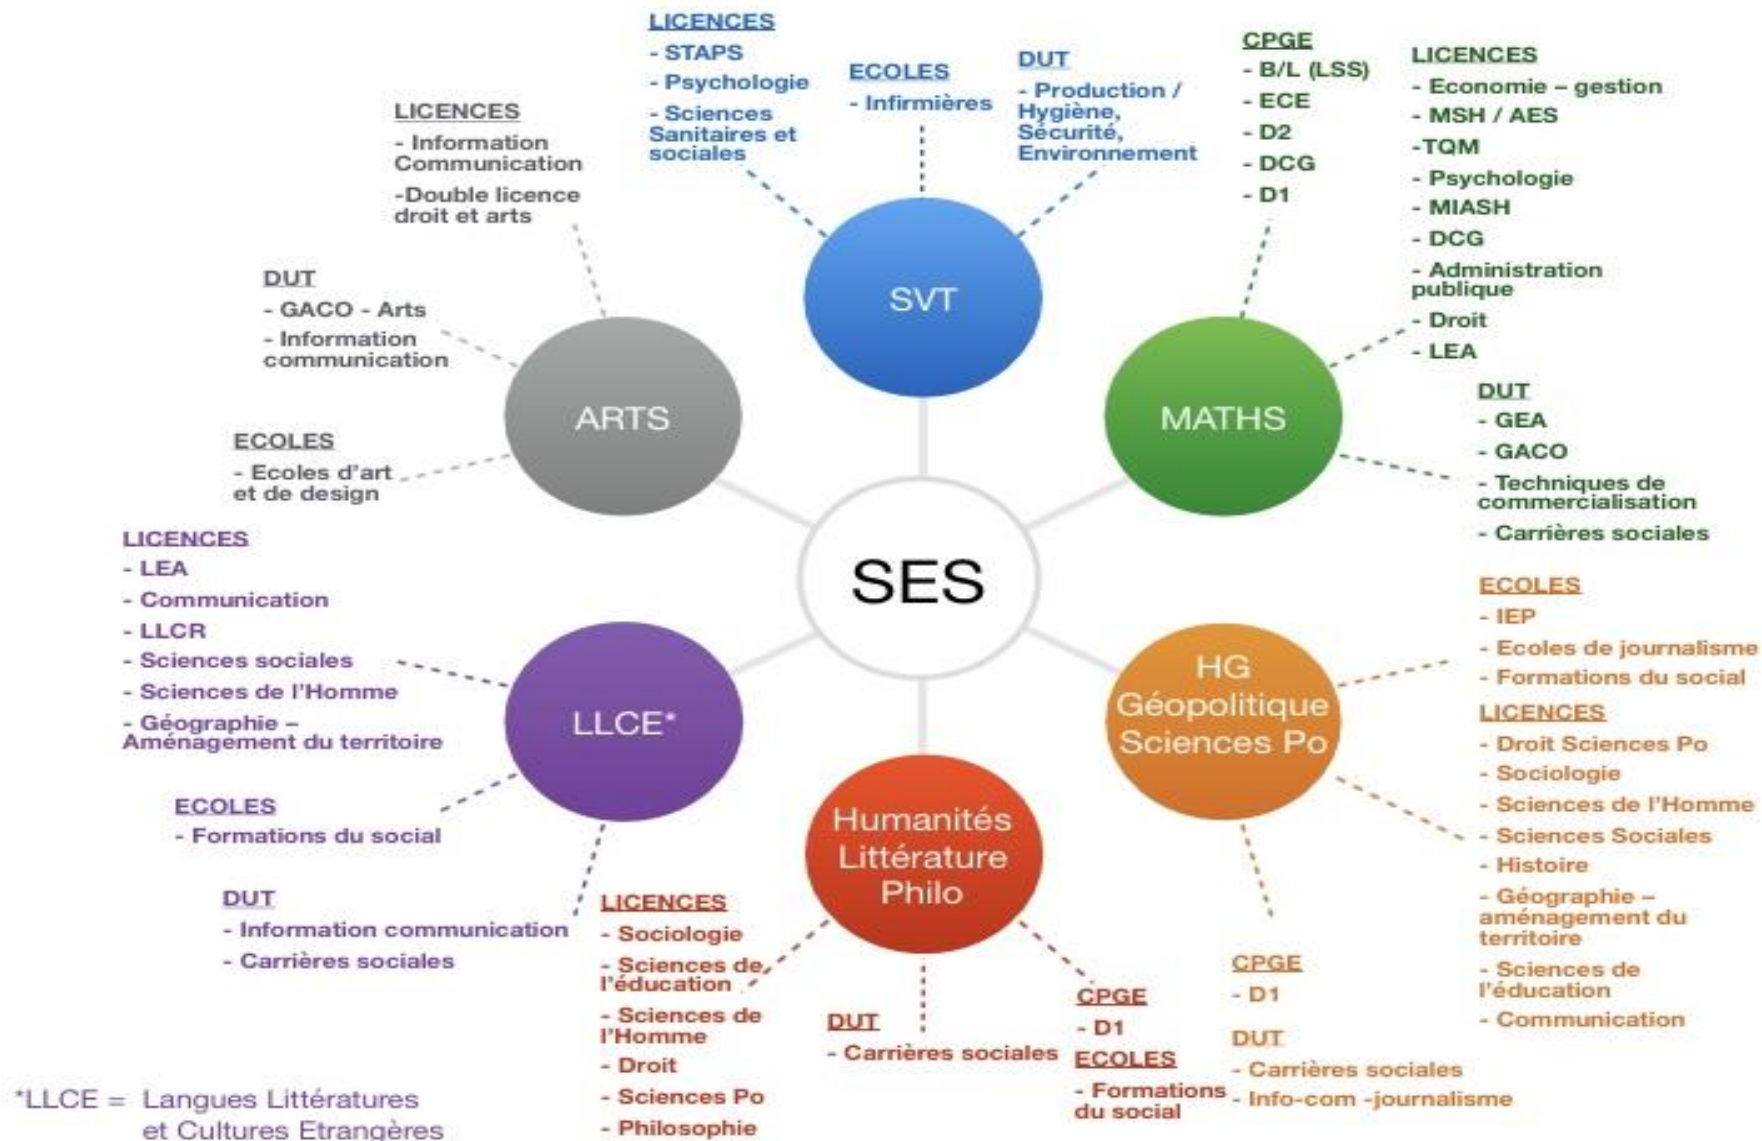 LICENCES
- STAPS
- Psychologie
- Sciences
Sanitaires et
sociales
ECOLES
- Infirmières
DUT
- Production /
Hygiène,
Sécurité,
Environnement
SVT
CPGE
- B/L (LSS)
- ECE
- D2
- DCG
- D1
LICENCES
- Economie – gestion
- MSH / AES
-TQM
- Psychologie
- MIASH
- DCG
- Administration
publique
- Droit
- LEA
DUT
- GEA
- GACO
- Techniques de
commercialisation
- Carrières sociales
MATHS
LICENCES
- Information
Communication
-Double licence
droit et arts
DUT
- GACO - Arts
- Information
communication
ECOLES
- Ecoles d'art
et de design
ARTS
SES
LICENCES
- LEA
- Communication
- LLCR
- Sciences sociales
- Sciences de l'Homme
- Géographie –
Aménagement du territoire
ECOLES
- Formations du social
DUT
- Information communication
- Carrières sociales
LLCE*
HG
Géopolitique
Sciences Po
ECOLES
- IEP
- Ecoles de journalisme
- Formations du social
LICENCES
- Droit Sciences Po
- Sociologie
- Sciences de l'Homme
- Sciences Sociales
- Histoire
- Géographie –
aménagement du
territoire
- Sciences de
l'éducation
- Communication
CPGE
- D1
DUT
- Carrières sociales
- Info-com -journalisme
Humanités
Littérature
Philo
LICENCES
- Sociologie
- Sciences de
l'éducation
- Sciences de
l'Homme
- Droit
- Sciences Po
- Philosophie
DUT
- Carrières sociales
CPGE
- D1
ECOLES
- Formations
du social
*LLCE = Langues Littératures
et Cultures Etrangères